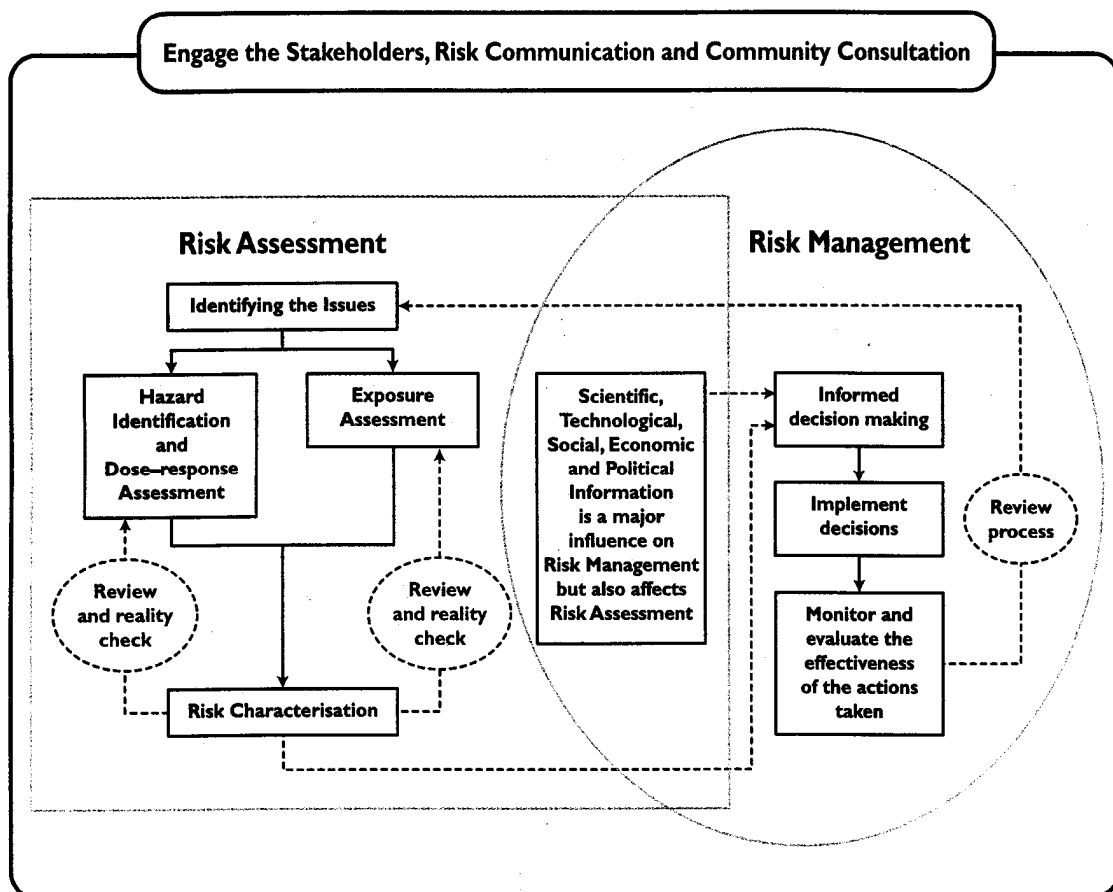 Engage the Stakeholders, Risk Communication and Community Consultation
Risk Assessment
Identifying the Issues
Hazard
Identification
and
Dose–response
Assessment
Exposure
Assessment
Review
and reality
check
Review
and reality
check
Risk Characterisation
Scientific,
Technological,
Social, Economic
and Political
Information
is a major
influence on
Risk Management
but also affects
Risk Assessment
Risk Management
Informed
decision making
Implement
decisions
Monitor and
evaluate the
effectiveness
of the actions
taken
Review
process